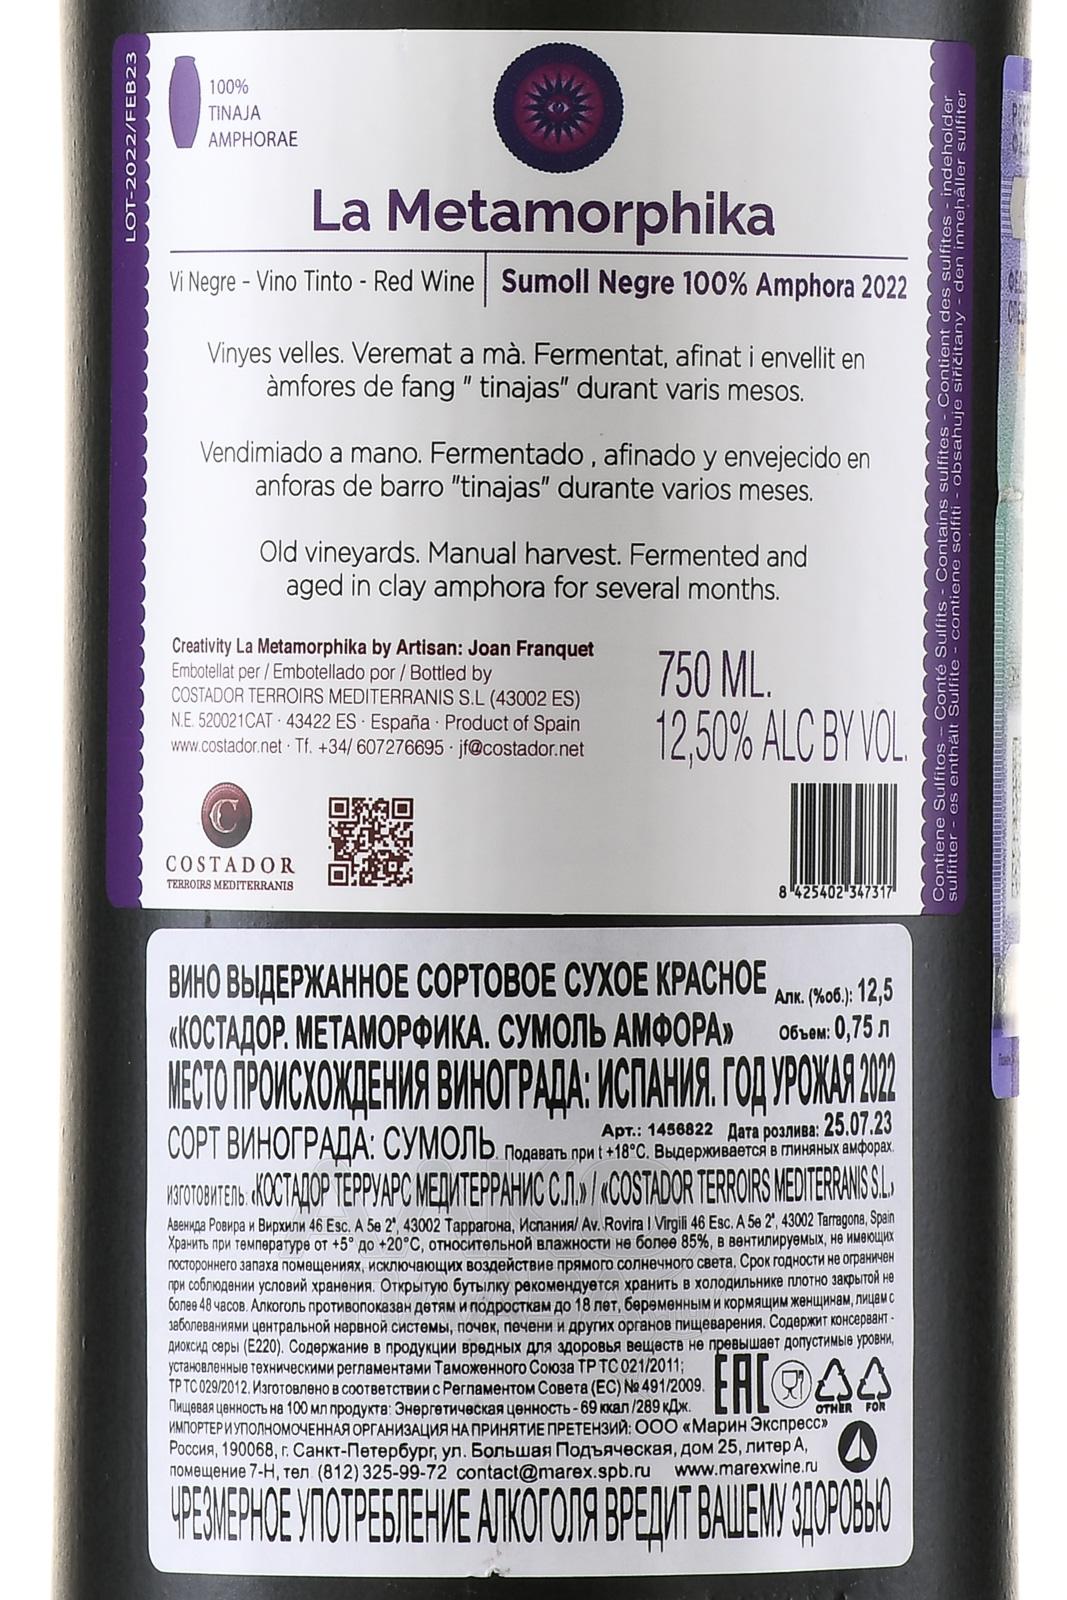 LOT-2022/FEB23
100%
TINAJA
AMPHORAE
La Metamorphika
Vi Negre - Vino Tinto - Red Wine
Sumoll Negre 100% Amphora 2022
Vinyes velles. Veremat a mà. Fermentat, afinat i envellit en
àmfores de fang " tinajas" durant varis mesos.
Vendimiado a mano. Fermentado , afinado y envejecido en
anforas de barro "tinajas" durante varios meses.
Old vineyards. Manual harvest. Fermented and
aged in clay amphora for several months.
Creativity La Metamorphika by Artisan: Joan Franquet
Embotellat per / Embotellado por / Bottled by
COSTADOR TERROIRS MEDITERRANIS S.L (43002 ES)
N.E. 520021CAT · 43422 ES · España · Product of Spain
www.costador.net · Tf. +34/ 607276695 · jf@costador.net
750 ML.
12,50% ALC BY VOL.
C
COSTADOR
TERROIRS MEDITERRANIS
8 425402 347317
Contiene Sulfitos - Conté Sulfits - Contains sulfites - Contient des sulfites - indeholder
sulfitter - es enthält Sulfite - contiene solfiti - obsahuje siřičitany - den innehåller sulfiter
ВИНО ВЫДЕРЖАННОЕ СОРТОВОЕ СУХОЕ КРАСНОЕ
Алк. (%об.): 12,5
«КОСТАДОР. МЕТАМОРФИКА. СУМОЛЬ АМФОРА»
Объем: 0,75 л
МЕСТО ПРОИСХОЖДЕНИЯ ВИНОГРАДА: ИСПАНИЯ. ГОД УРОЖАЯ 2022
Арт.: 1456822 Дата розлива: 25.07.23
СОРТ ВИНОГРАДА: СУМОЛЬ. Подавать при t +18°C. Выдерживается в глиняных амфорах.
ИЗГОТОВИТЕЛЬ: «КОСТАДОР ТЕРРУАРС МЕДИТЕРРАНИС С.Л.» / «COSTADOR TERROIRS MEDITERRANIS S.L.»
Авенида Ровира и Вирхили 46 Esc. A 5e 2ª, 43002 Таррагона, Испания/ Av. Rovira I Virgili 46 Esc. A 5e 2ª, 43002 Tarragona, Spain
Хранить при температуре от +5° до +20°C, относительной влажности не более 85%, в вентилируемых, не имеющих
постороннего запаха помещениях, исключающих воздействие прямого солнечного света. Срок годности не ограничен
при соблюдении условий хранения. Открытую бутылку рекомендуется хранить в холодильнике плотно закрытой не
более 48 часов. Алкоголь противопоказан детям и подросткам до 18 лет, беременным и кормящим женщинам, лицам с
заболеваниями центральной нервной системы, почек, печени и других органов пищеварения. Содержит консервант -
диоксид серы (Е220). Содержание в продукции вредных для здоровья веществ не превышает допустимые уровни,
установленные техническими регламентами Таможенного Союза ТР ТС 021/2011;
ТР ТС 029/2012. Изготовлено в соответствии с Регламентом Совета (ЕС) № 491/2009.
Пищевая ценность на 100 мл продукта: Энергетическая ценность - 69 ккал /289 кДж.
EAC
OTHER
FOR
ИМПОРТЕР И УПОЛНОМОЧЕННАЯ ОРГАНИЗАЦИЯ НА ПРИНЯТИЕ ПРЕТЕНЗИЙ: ООО «Марин Экспресс»
Россия, 190068, г. Санкт-Петербург, ул. Большая Подъяческая, дом 25, литер А,
помещение 7-Н, тел. (812) 325-99-72 contact@marex.spb.ru www.marexwine.ru
ЧРЕЗМЕРНОЕ УПОТРЕБЛЕНИЕ АЛКОГОЛЯ ВРЕДИТ ВАШЕМУ ЗДОРОВЬЮ